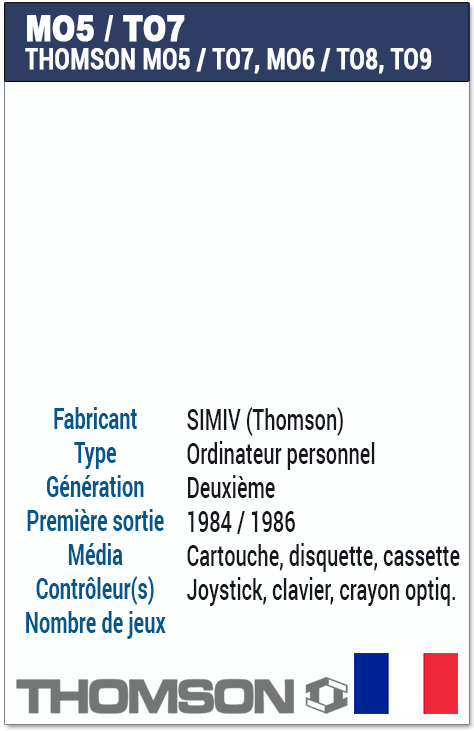 MO5 / TO7
THOMSON MO5 / TO7, MO6 / TO8, TO9
Fabricant SIMIV (Thomson)
Type Ordinateur personnel
Génération Deuxième
Première sortie 1984 / 1986
Média Cartouche, disquette, cassette
Contrôleur(s) Joystick, clavier, crayon optiq.
Nombre de jeux
THOMSON